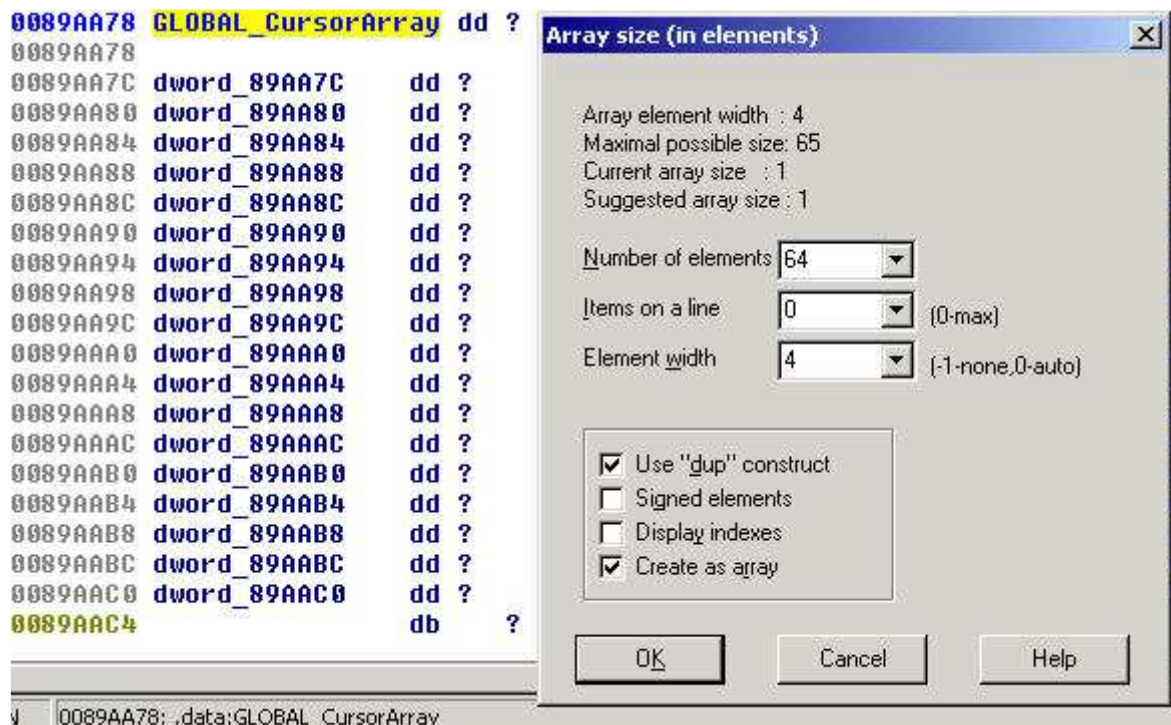 0089AA78 GLOBAL_CursorArray dd ?
0089AA78
0089AA7C dword_89AA7C dd ?
0089AA80 dword_89AA80 dd ?
0089AA84 dword_89AA84 dd ?
0089AA88 dword_89AA88 dd ?
0089AA8C dword_89AA8C dd ?
0089AA90 dword_89AA90 dd ?
0089AA94 dword_89AA94 dd ?
0089AA98 dword_89AA98 dd ?
0089AA9C dword_89AA9C dd ?
0089AAA0 dword_89AAA0 dd ?
0089AAA4 dword_89AAA4 dd ?
0089AAA8 dword_89AAA8 dd ?
0089AAAC dword_89AAAC dd ?
0089AAB0 dword_89AAB0 dd ?
0089AAB4 dword_89AAB4 dd ?
0089AAB8 dword_89AAB8 dd ?
0089AABC dword_89AABC dd ?
0089AAC0 dword_89AAC0 dd ?
0089AAC4 db ?
0089AA78: .data:GLOBAL_CursorArray
Array size (in elements)
Array element width : 4
Maximal possible size: 65
Current array size : 1
Suggested array size : 1
Number of elements 64
Items on a line 0 (0-max)
Element width 4 (-1-none,0-auto)
Use "dup" construct
Signed elements
Display indexes
Create as array
OK Cancel Help